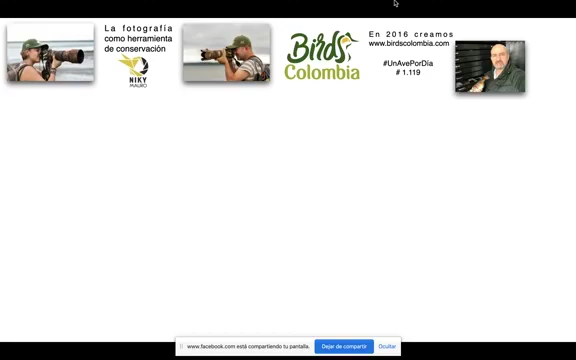 La fotografía
como herramienta
de conservación
NIKY
MAURO
Birds
Colombia
En 2016 creamos
www.birdscolombia.com
#UnAvePorDía
# 1.119
www.facebook.com está compartiendo tu pantalla.
Dejar de compartir
Ocultar